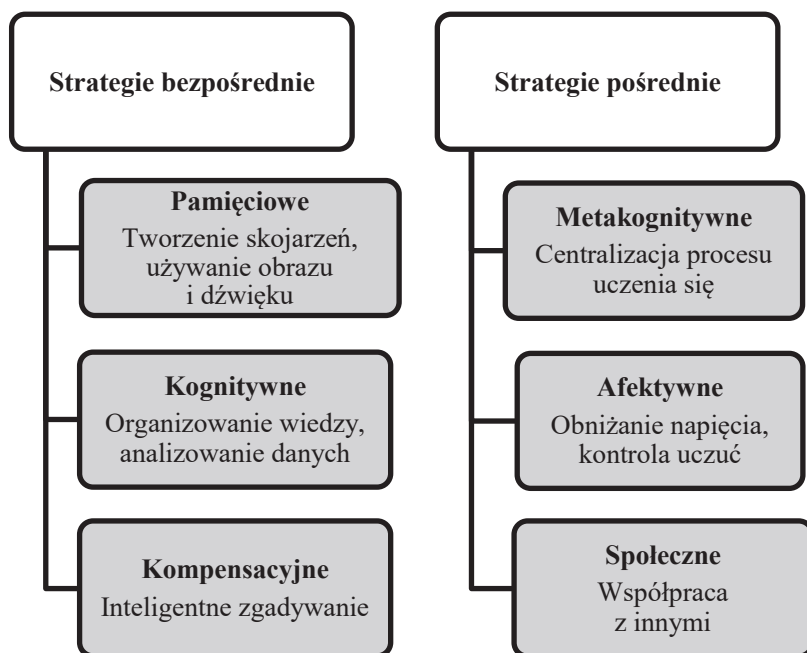 Strategie bezpośrednie
Pamięciowe
Tworzenie skojarzeń,
używanie obrazu
i dźwięku
Kognitywne
Organizowanie wiedzy,
analizowanie danych
Kompensacyjne
Inteligentne zgadywanie
Strategie pośrednie
Metakognitywne
Centralizacja procesu
uczenia się
Afektywne
Obniżanie napięcia,
kontrola uczuć
Społeczne
Współpraca
z innymi